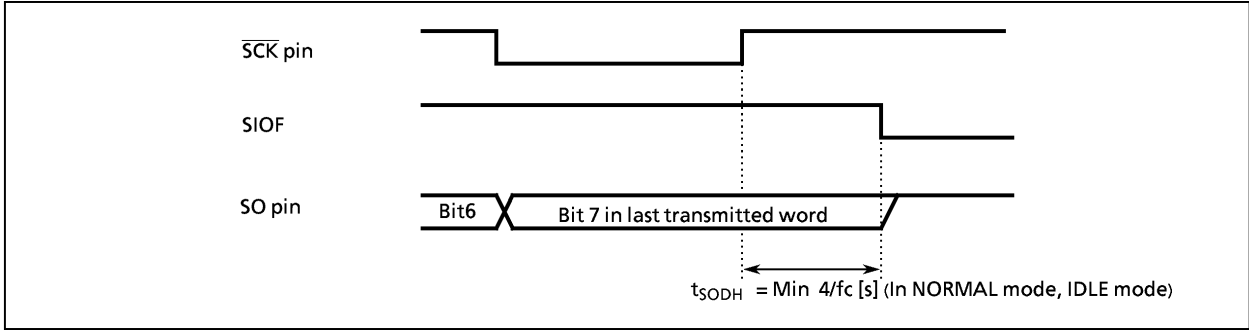 SCK pin
SIOF
SO pin
Bit6
Bit 7 in last transmitted word
tSODH = Min 4/fc [s] (In NORMAL mode, IDLE mode)